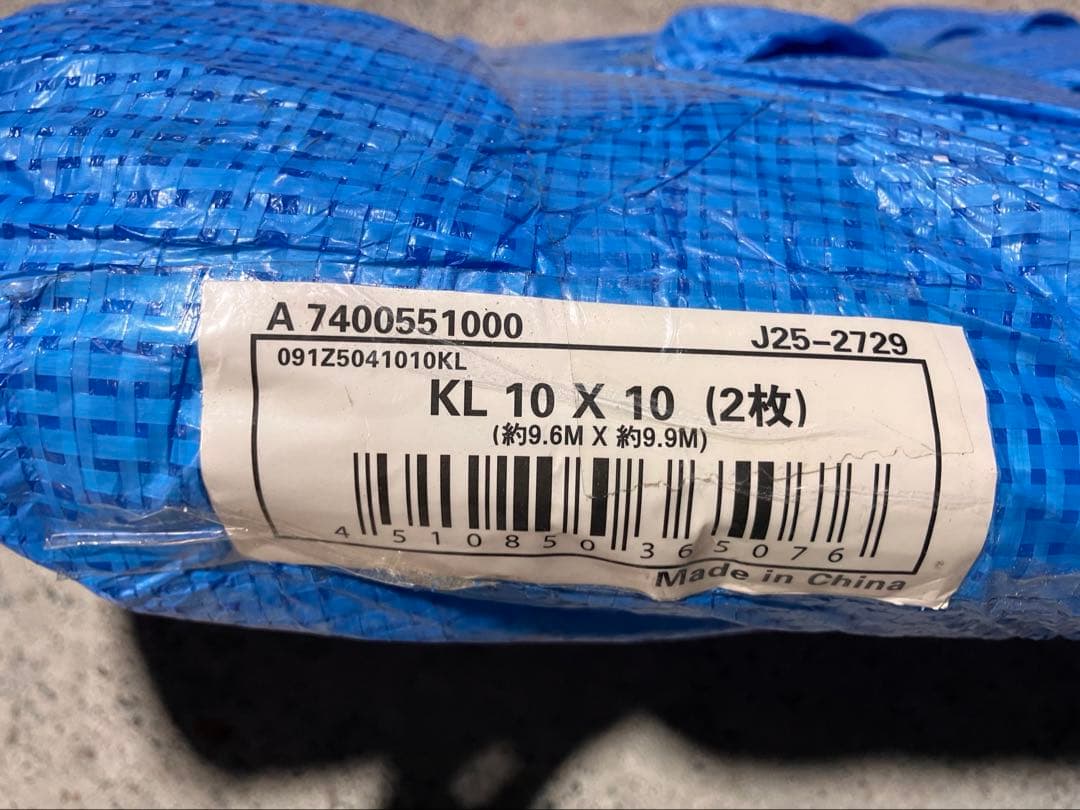 A 7400551000
J25-2729
091Z5041010KL
KL 10 X 10 (2枚)
(約9.6M X 約9.9M)
4 510850 365076
Made in China